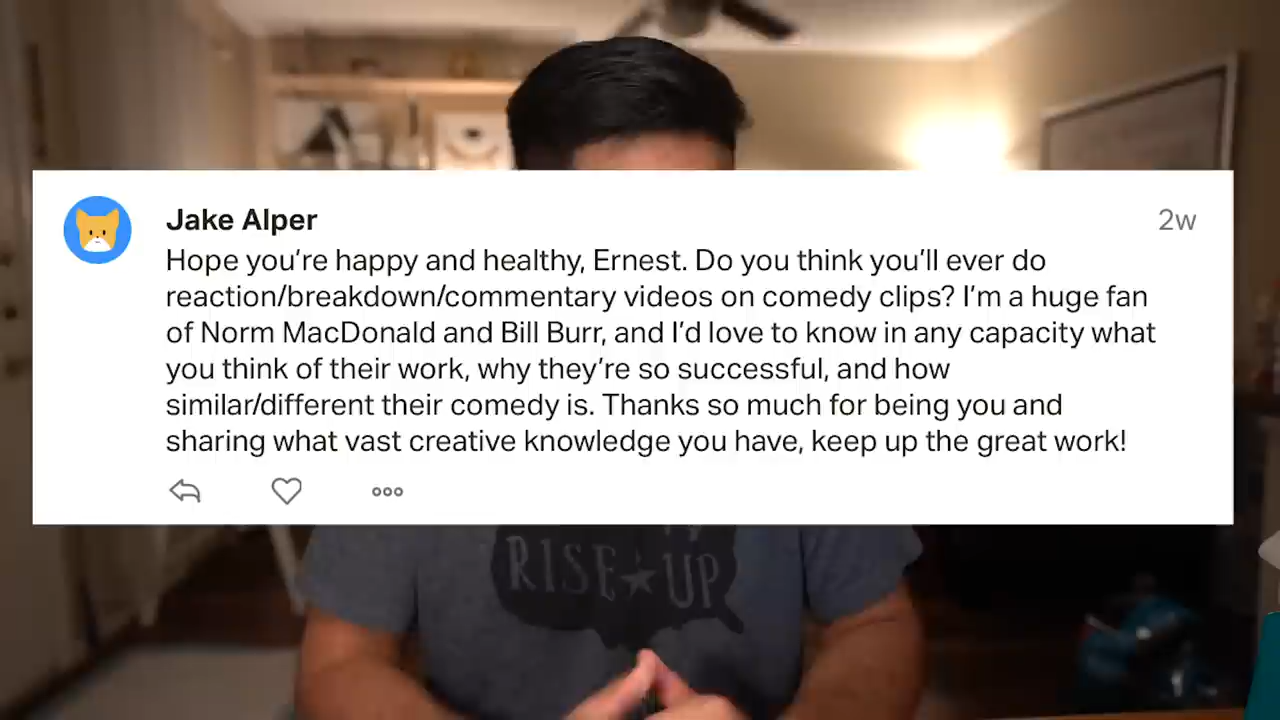 Jake Alper
2w
Hope you’re happy and healthy, Ernest. Do you think you’ll ever do
reaction/breakdown/commentary videos on comedy clips? I’m a huge fan
of Norm MacDonald and Bill Burr, and I’d love to know in any capacity what
you think of their work, why they’re so successful, and how
similar/different their comedy is. Thanks so much for being you and
sharing what vast creative knowledge you have, keep up the great work!
RISE★UP